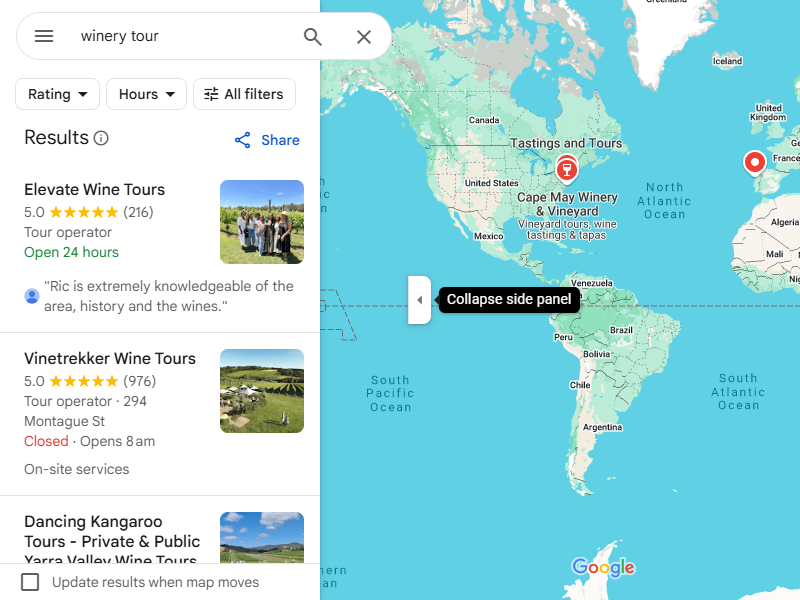 winery tour
Rating
Hours
All filters
Results
Share
Elevate Wine Tours
5.0 (216)
Tour operator
Open 24 hours
"Ric is extremely knowledgeable of the
area, history and the wines."
Vinetrekker Wine Tours
5.0 (976)
Tour operator · 294
Montague St
Closed · Opens 8 am
On-site services
Dancing Kangaroo
Tours - Private & Public
Yarra Valley Wine Tours
Update results when map moves
Greenland
Iceland
Canada
United
Kingdom
Tastings and Tours
France
United States
North
Atlantic
Ocean
Cape May Winery
& Vineyard
Vineyard tours, wine
tastings & tapas
Mexico
Algeria
Mali
Venezuela
Collapse side panel
Peru
Brazil
Bolivia
South
Pacific
Ocean
Chile
South
Atlantic
Ocean
Argentina
Google